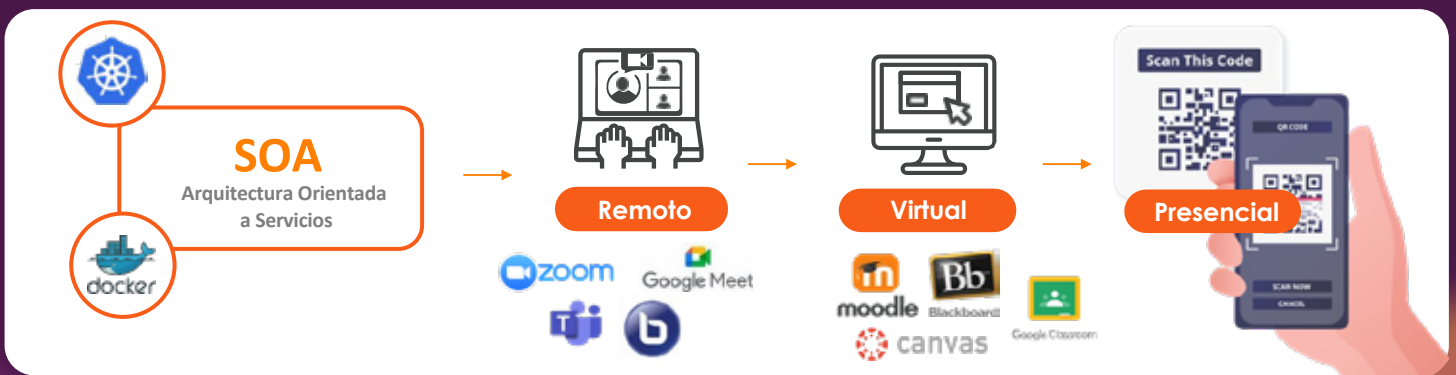 SOA
Arquitectura Orientada
a Servicios
docker
Remoto
zoom
Google Meet
Virtual
moodle
Bb
Blackboard
canvas
Google Classroom
Scan This Code
QR CODE
Presencial
SCAN NOW
CANCEL